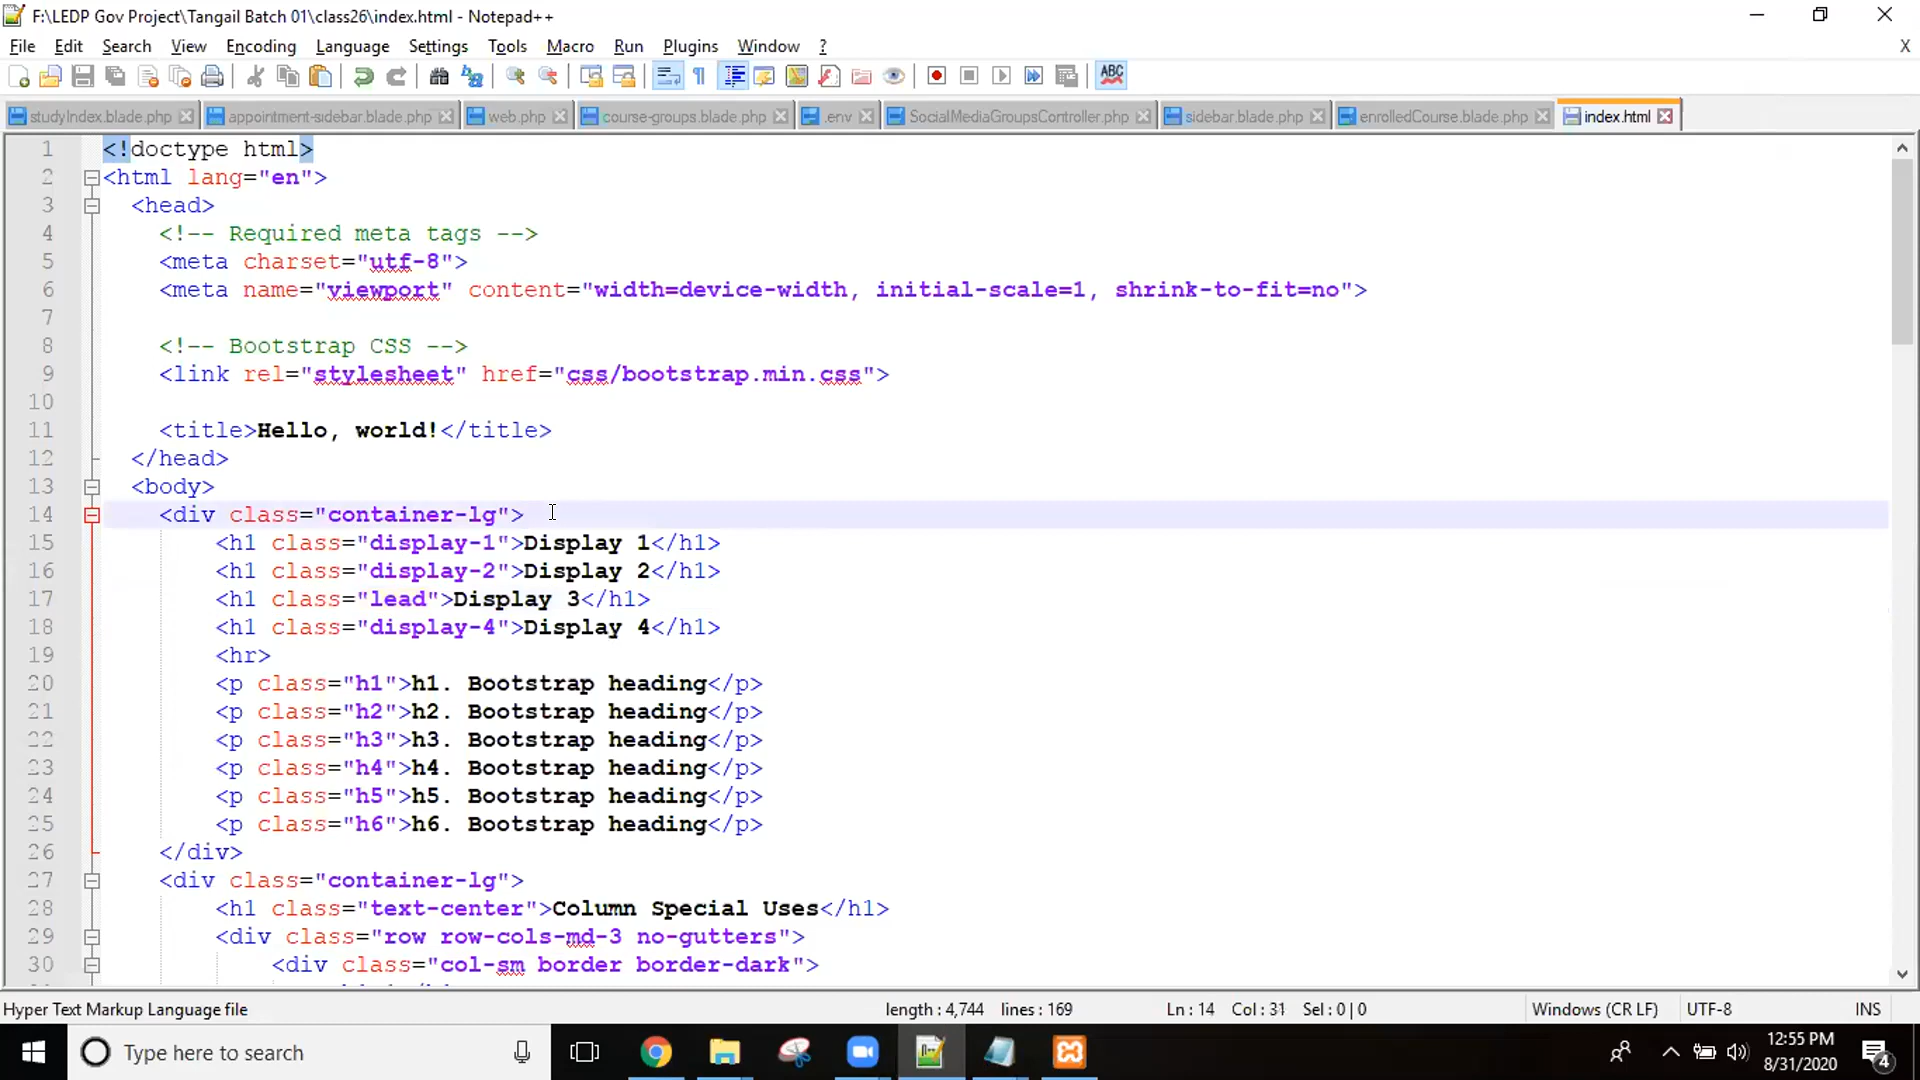 F:\LEDP Gov Project\Tangail Batch 01\class26\index.html - Notepad++
File Edit Search View Encoding Language Settings Tools Macro Run Plugins Window ? X
studyIndex.blade.php appointment-sidebar.blade.php web.php course-groups.blade.php .env SocialMediaGroupsController.php sidebar.blade.php enrolledCourse.blade.php index.html
1 <!doctype html>
2 <html lang="en">
3 <head>
4 <!-- Required meta tags -->
5 <meta charset="utf-8">
6 <meta name="viewport" content="width=device-width, initial-scale=1, shrink-to-fit=no">
7
8 <!-- Bootstrap CSS -->
9 <link rel="stylesheet" href="css/bootstrap.min.css">
10
11 <title>Hello, world!</title>
12 </head>
13 <body>
14 <div class="container-lg">
15 <h1 class="display-1">Display 1</h1>
16 <h1 class="display-2">Display 2</h1>
17 <h1 class="lead">Display 3</h1>
18 <h1 class="display-4">Display 4</h1>
19 <hr>
20 <p class="h1">h1. Bootstrap heading</p>
21 <p class="h2">h2. Bootstrap heading</p>
22 <p class="h3">h3. Bootstrap heading</p>
23 <p class="h4">h4. Bootstrap heading</p>
24 <p class="h5">h5. Bootstrap heading</p>
25 <p class="h6">h6. Bootstrap heading</p>
26 </div>
27 <div class="container-lg">
28 <h1 class="text-center">Column Special Uses</h1>
29 <div class="row row-cols-md-3 no-gutters">
30 <div class="col-sm border border-dark">
Hyper Text Markup Language file length : 4,744 lines : 169 Ln : 14 Col : 31 Sel : 0 | 0 Windows (CR LF) UTF-8 INS
Type here to search
12:55 PM
8/31/2020
4